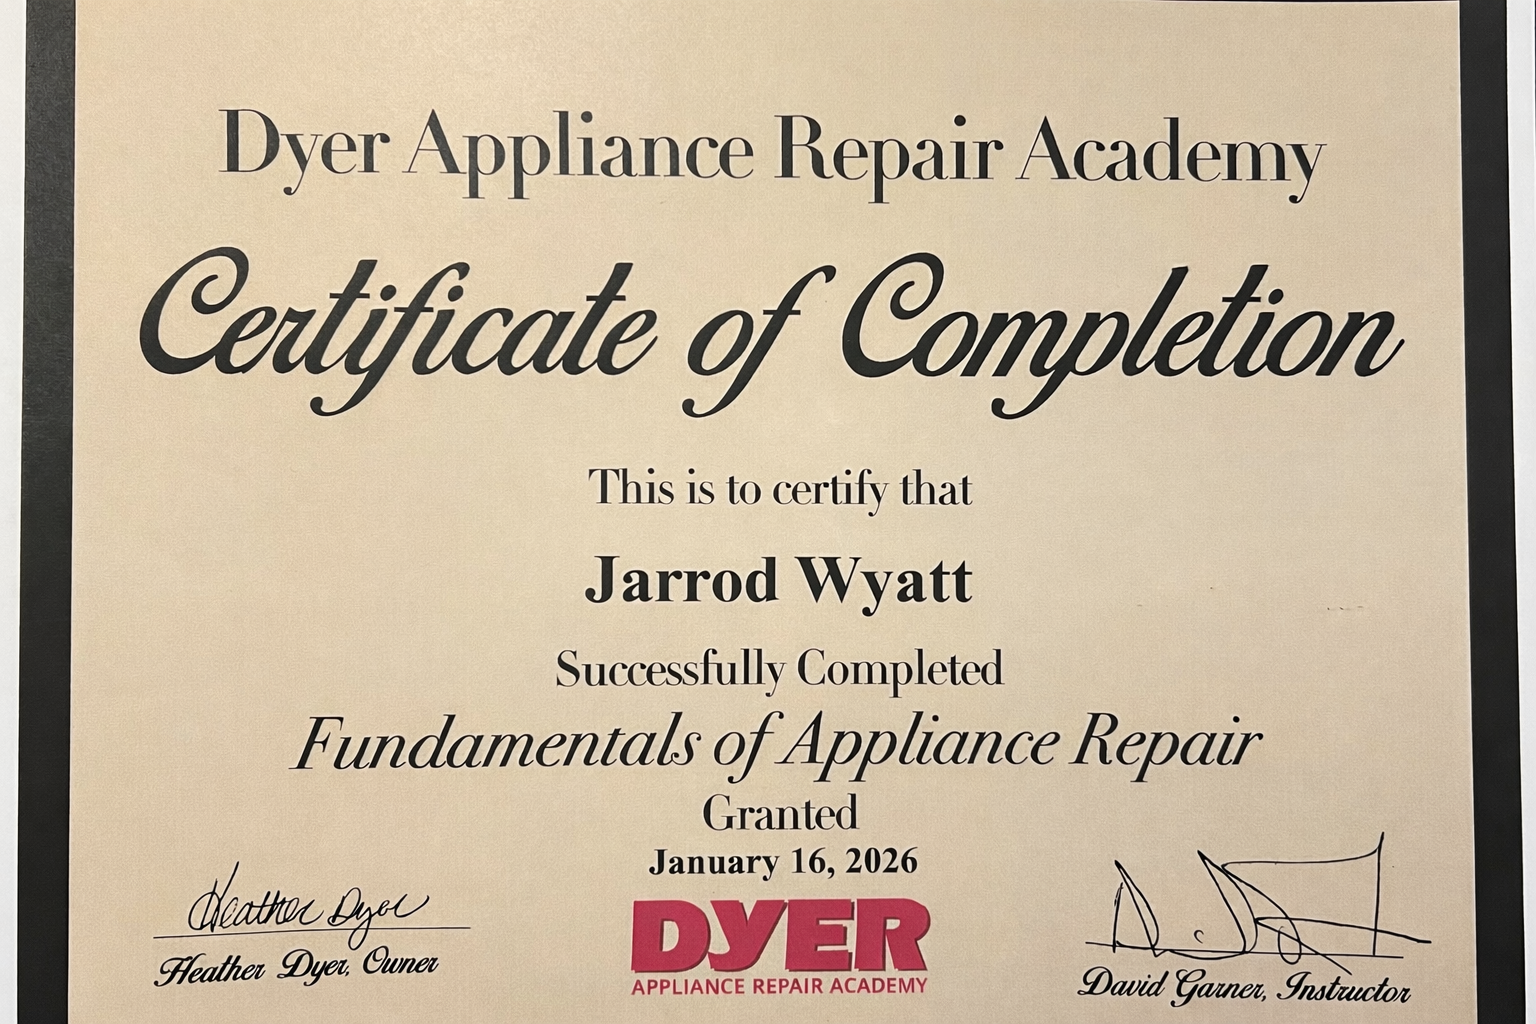 Dyer Appliance Repair Academy
Certificate of Completion
This is to certify that
Jarrod Wyatt
Successfully Completed
Fundamentals of Appliance Repair
Granted
January 16, 2026
Heather Dyer
Heather Dyer, Owner
DYER
APPLIANCE REPAIR ACADEMY
David Garner, Instructor